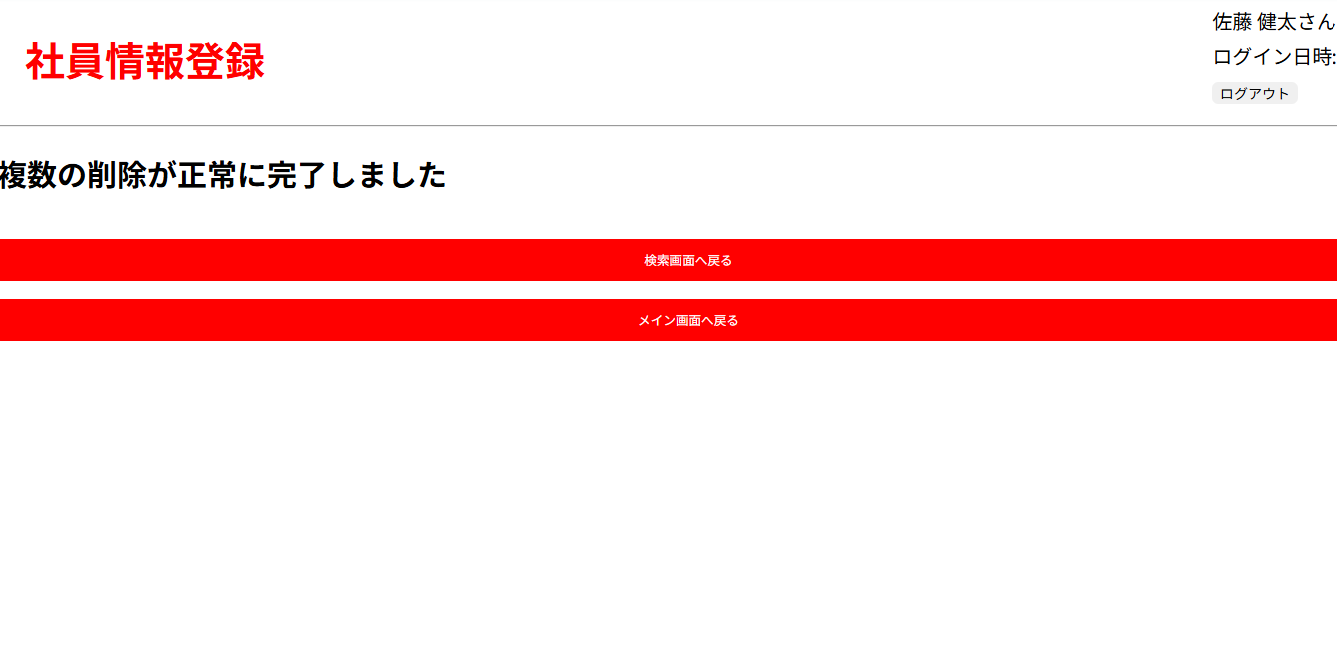 社員情報登録
佐藤 健太さん
ログイン日時:
ログアウト
複数の削除が正常に完了しました
検索画面へ戻る
メイン画面へ戻る